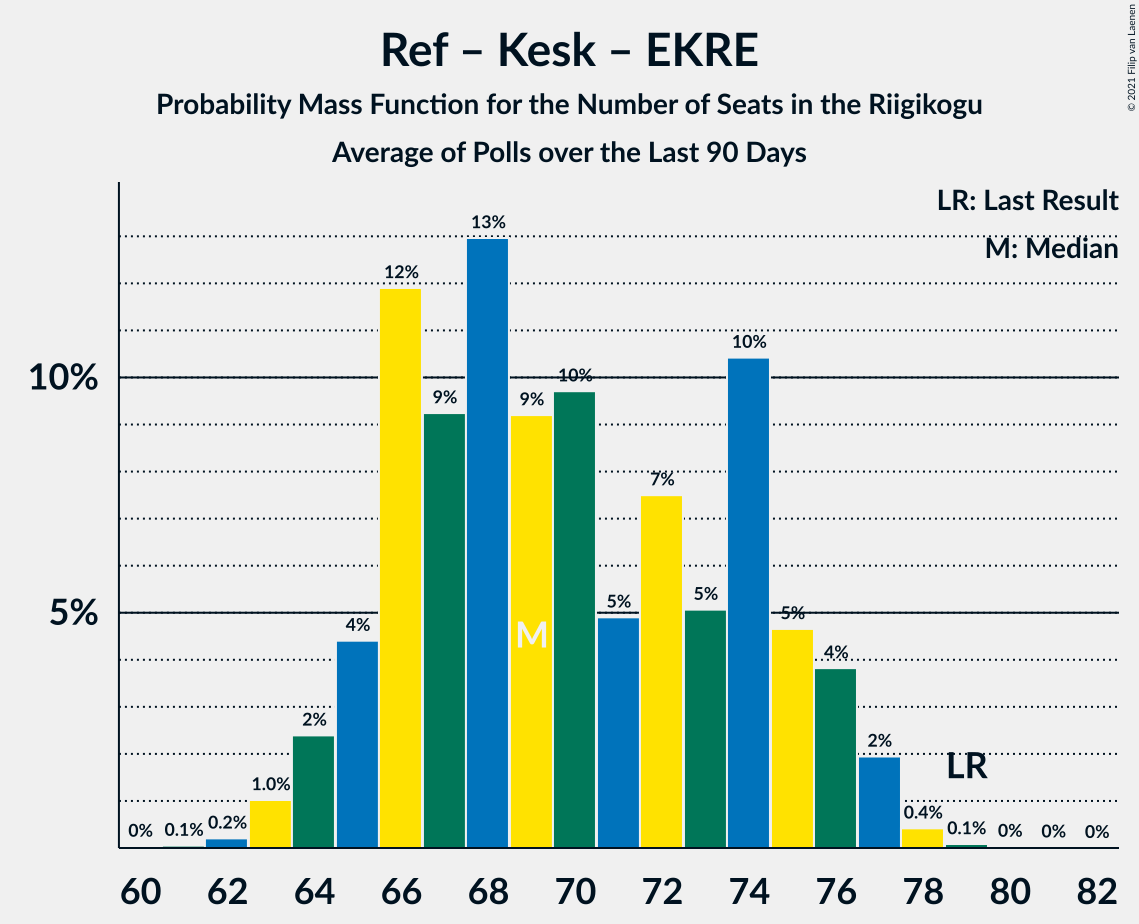 Ref – Kesk – EKRE
Probability Mass Function for the Number of Seats in the Riigikogu
Average of Polls over the Last 90 Days
© 2021 Filip van Laenen
LR: Last Result
M: Median
13%
12%
10%
10%
9%
9%
10%
7%
5%
4%
5%
5%
5%
4%
M
2%
2%
LR
1.0%
0%
0.1%
0.2%
0.4%
0.1%
0%
0%
0%
60 62 64 66 68 70 72 74 76 78 80 82